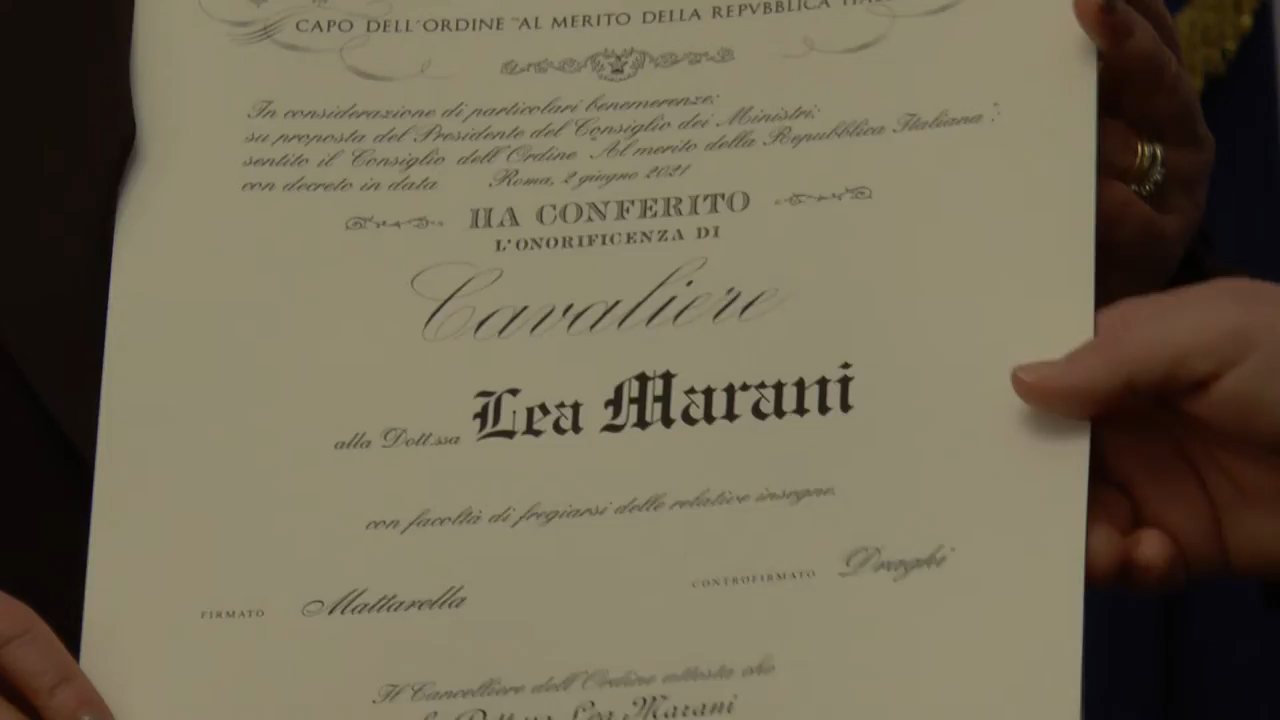 CAPO DELL'ORDINE "AL MERITO DELLA REPVBBLICA
In considerazione di particolari benemerenze;
su proposta del Presidente del Consiglio dei Ministri;
sentito il Consiglio dell'Ordine "Al merito della Repubblica Italiana";
con decreto in data Roma, 2 giugno 2021
HA CONFERITO
L'ONORIFICENZA DI
Cavaliere
alla Dott.ssa Lea Marani
con facoltà di fregiarsi delle relative insegne.
FIRMATO Mattarella CONTROFIRMATO Draghi
Il Cancelliere dell'Ordine attesta che
la Dott.ssa Lea Marani